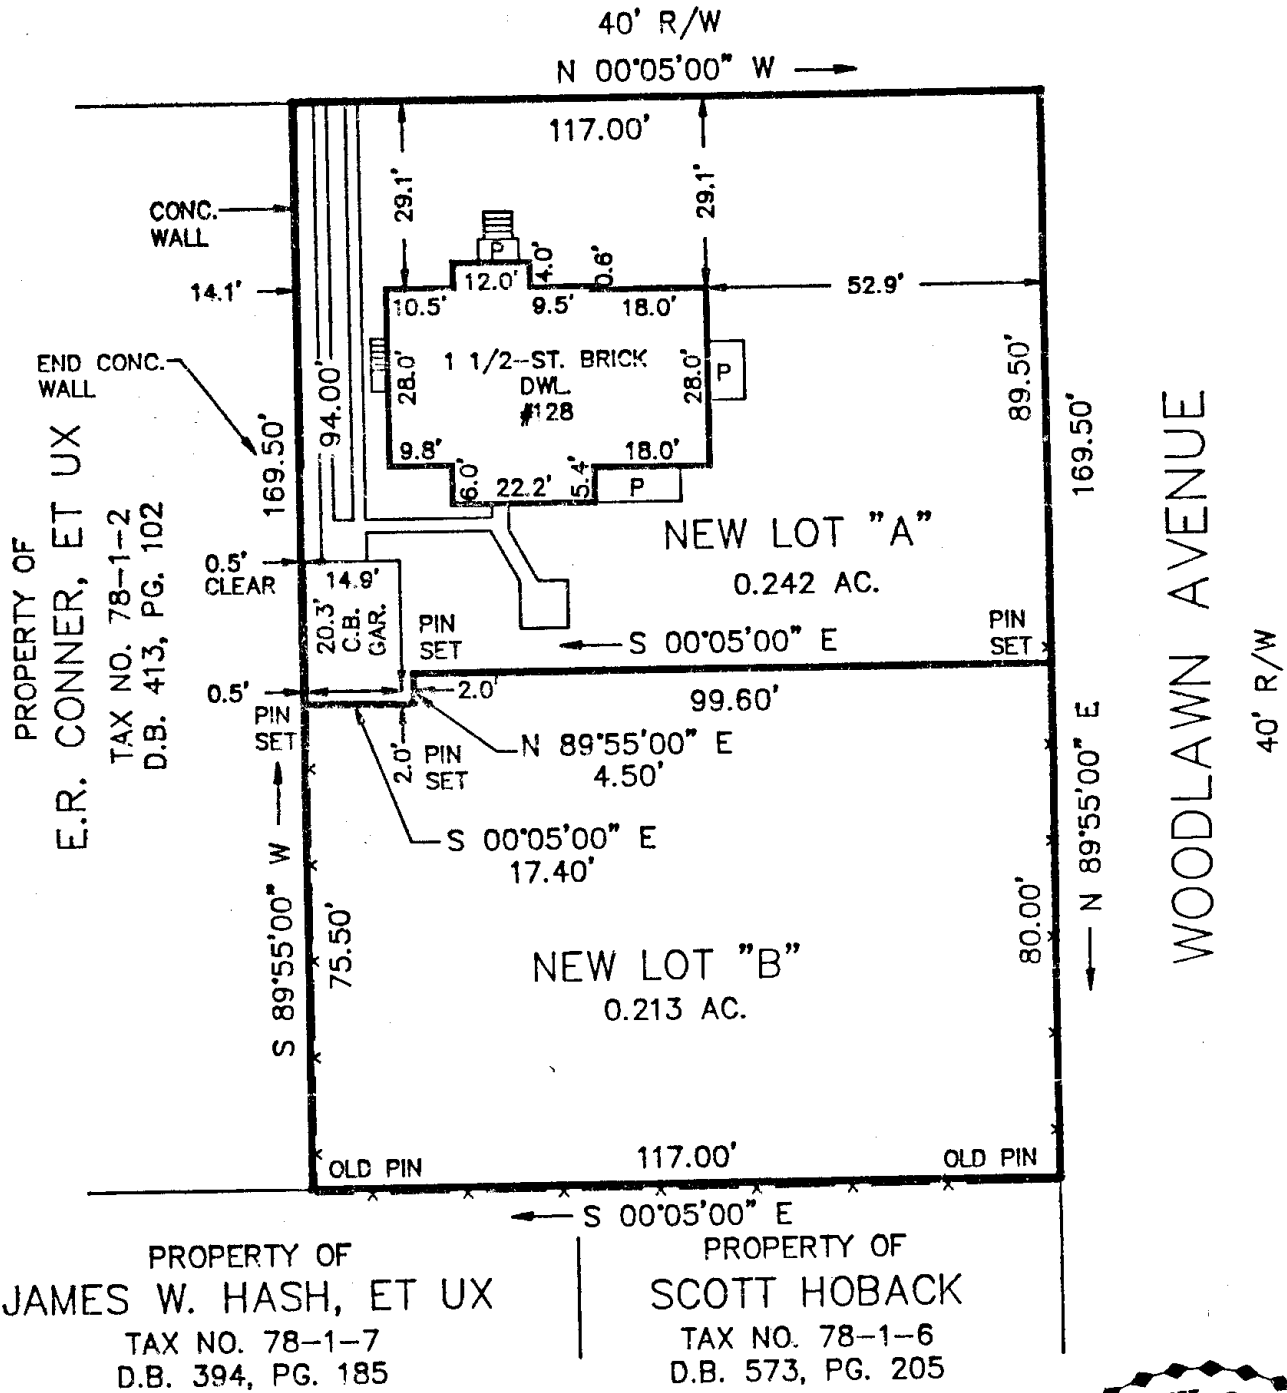 40' R/W
N 00°05'00" W
117.00'
29.1'
29.1'
CONC.
WALL
14.1'
END CONC.
WALL
P
12.0'
4.0'
0.6'
52.9'
10.5'
9.5'
18.0'
28.0'
1 1/2-ST. BRICK
DWL.
#128
28.0'
P
94.00'
169.50'
89.50'
169.50'
9.8'
18.0'
6.0'
22.2'
5.4'
P
NEW LOT "A"
0.242 AC.
0.5'
CLEAR
14.9'
20.3'
C.B.
GAR.
PIN
SET
S 00°05'00" E
PIN
SET
0.5'
2.0'
99.60'
PIN
SET
2.0'
PIN
SET
N 89°55'00" E
4.50'
S 00°05'00" E
17.40'
PROPERTY OF
E.R. CONNER, ET UX
TAX NO. 78-1-2
D.B. 413, PG. 102
WOODLAWN AVENUE
40' R/W
N 89°55'00" E
S 89°55'00" W
75.50'
80.00'
NEW LOT "B"
0.213 AC.
OLD PIN
117.00'
OLD PIN
S 00°05'00" E
PROPERTY OF
JAMES W. HASH, ET UX
TAX NO. 78-1-7
D.B. 394, PG. 185
PROPERTY OF
SCOTT HOBACK
TAX NO. 78-1-6
D.B. 573, PG. 205